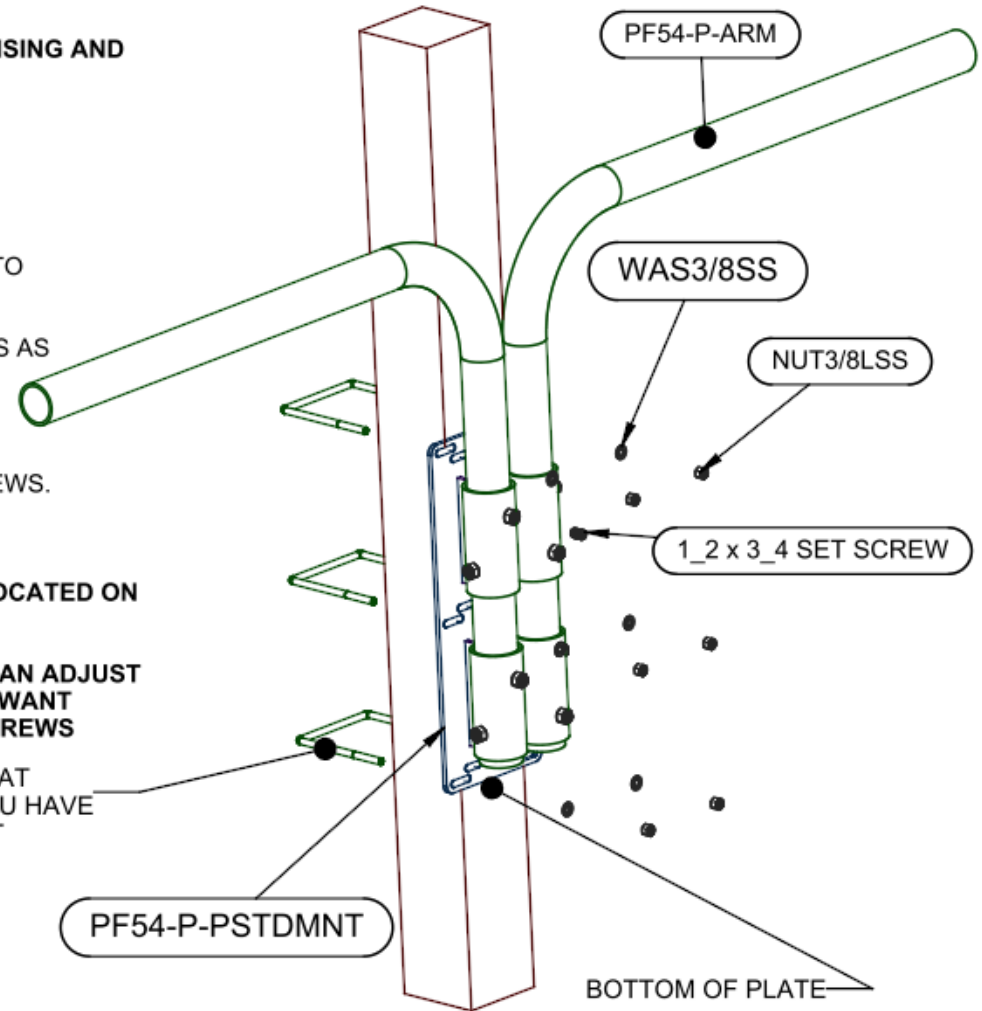 ISING AND
TO
S AS
EWS.
OCATED ON
AN ADJUST
WANT
REWS
AT
U HAVE
PF54-P-ARM
WAS3/8SS
NUT3/8LSS
1_2 x 3_4 SET SCREW
PF54-P-PSTDMNT
BOTTOM OF PLATE